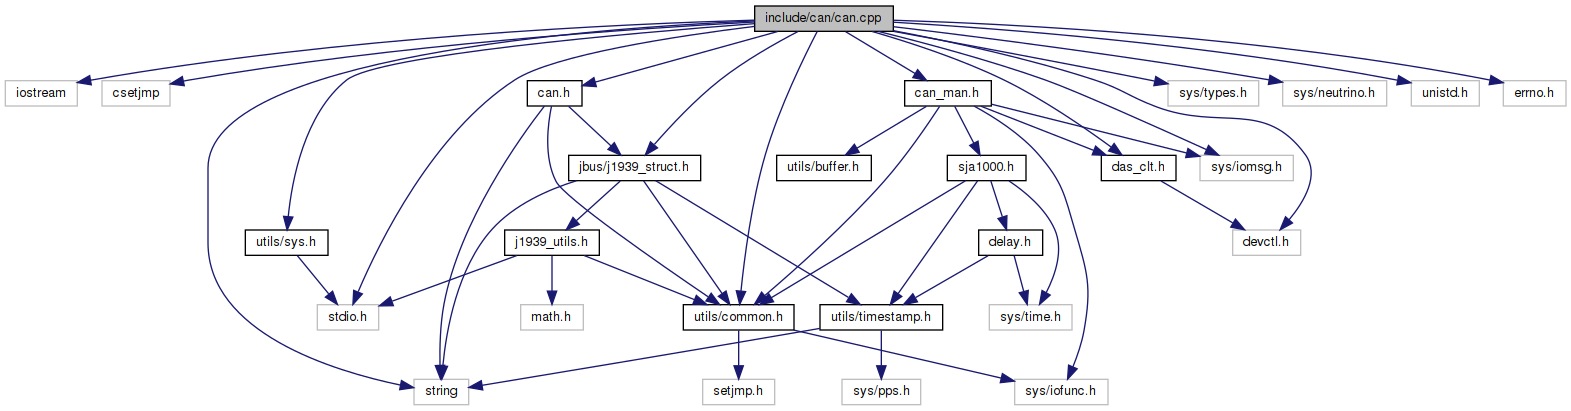 include/can/can.cpp
iostream
csetjmp
can.h
can_man.h
sys/types.h
sys/neutrino.h
unistd.h
errno.h
jbus/j1939_struct.h
utils/buffer.h
sja1000.h
das_clt.h
sys/iomsg.h
utils/sys.h
j1939_utils.h
delay.h
devctl.h
stdio.h
math.h
utils/common.h
utils/timestamp.h
sys/time.h
string
setjmp.h
sys/pps.h
sys/iofunc.h